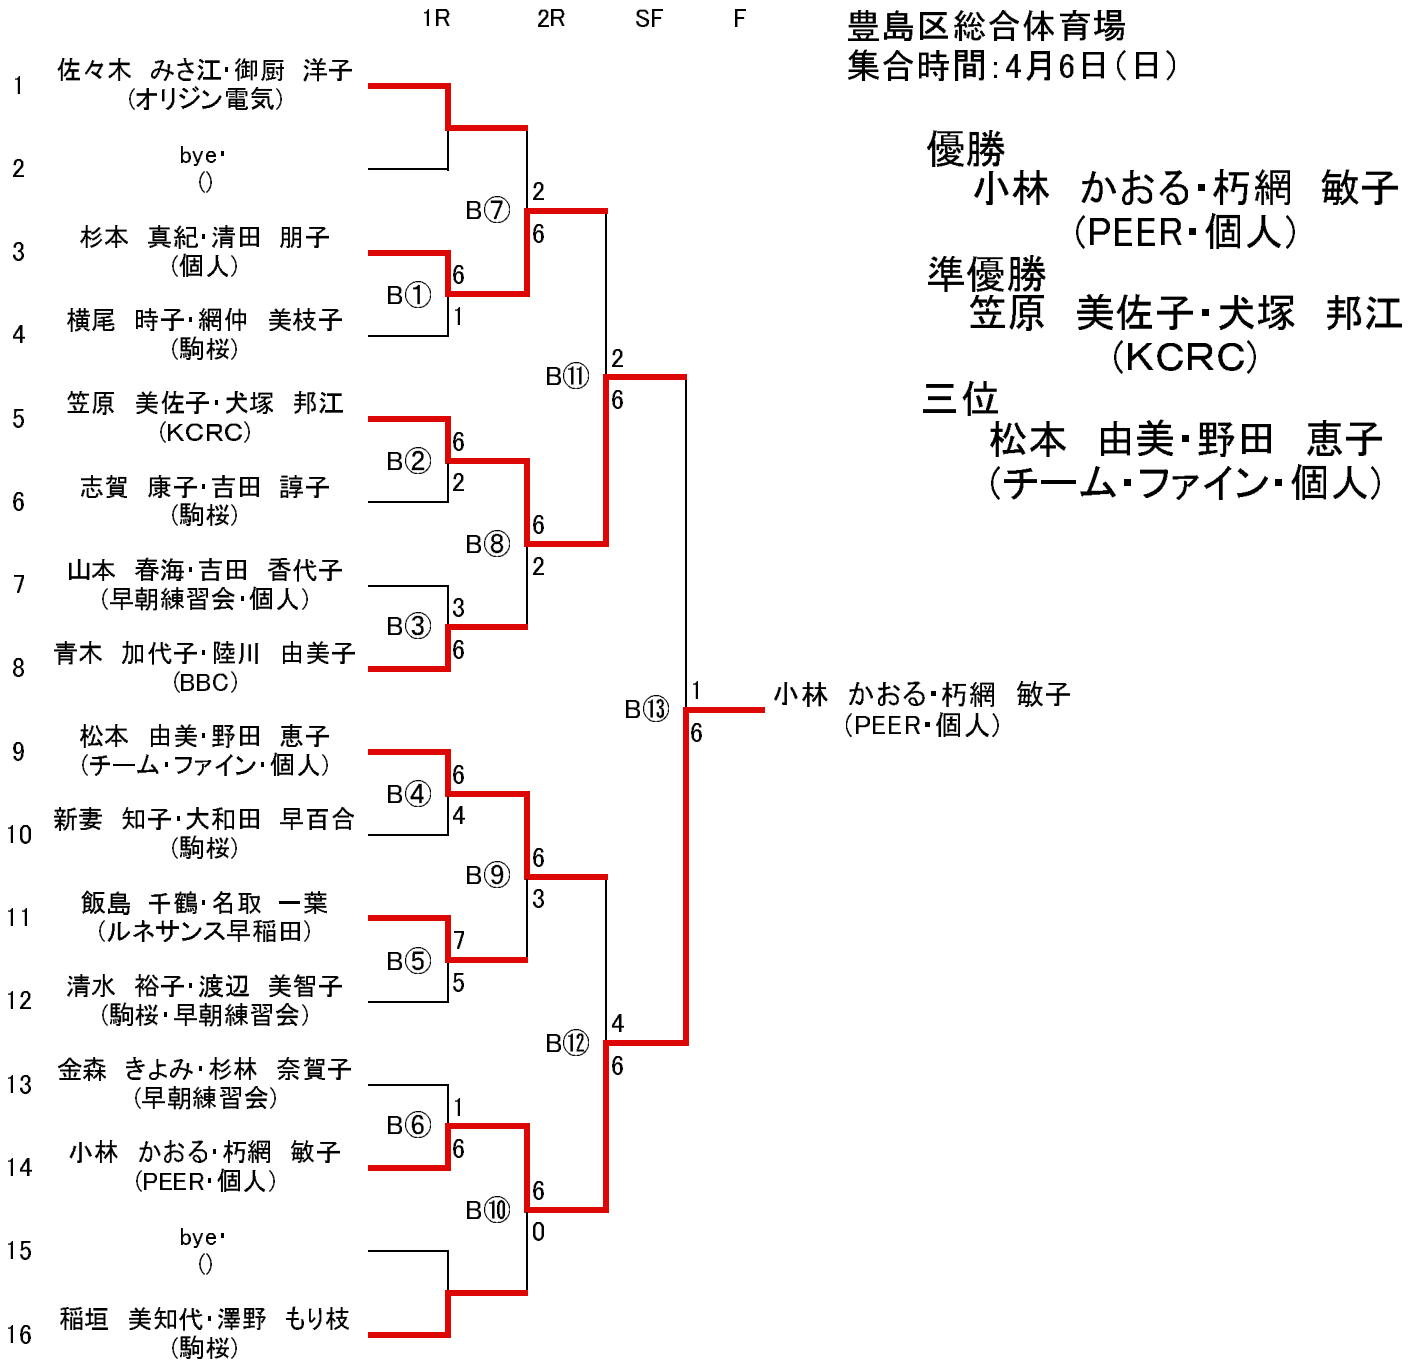 1R 2R SF F
豊島区総合体育場
集合時間:4月6日(日)
優勝
小林 かおる・朽網 敏子
(PEER・個人)
準優勝
笠原 美佐子・犬塚 邦江
(KCRC)
三位
松本 由美・野田 恵子
(チーム・ファイン・個人)
1 佐々木 みさ江・御厨 洋子
(オリジン電気)
2 bye・
()
B⑦ 2
6
3 杉本 真紀・清田 朋子
(個人)
B① 6
1
4 横尾 時子・網仲 美枝子
(駒桜)
B⑪ 2
6
5 笠原 美佐子・犬塚 邦江
(KCRC)
B② 6
2
6 志賀 康子・吉田 諄子
(駒桜)
B⑧ 6
2
7 山本 春海・吉田 香代子
(早朝練習会・個人)
B③ 3
6
8 青木 加代子・陸川 由美子
(BBC)
B⑬ 1
6
小林 かおる・朽網 敏子
(PEER・個人)
9 松本 由美・野田 恵子
(チーム・ファイン・個人)
B④ 6
4
10 新妻 知子・大和田 早百合
(駒桜)
B⑨ 6
3
11 飯島 千鶴・名取 一葉
(ルネサンス早稲田)
B⑤ 7
5
12 清水 裕子・渡辺 美智子
(駒桜・早朝練習会)
B⑫ 4
6
13 金森 きよみ・杉林 奈賀子
(早朝練習会)
B⑥ 1
6
14 小林 かおる・朽網 敏子
(PEER・個人)
B⑩ 6
0
15 bye・
()
16 稲垣 美知代・澤野 もり枝
(駒桜)